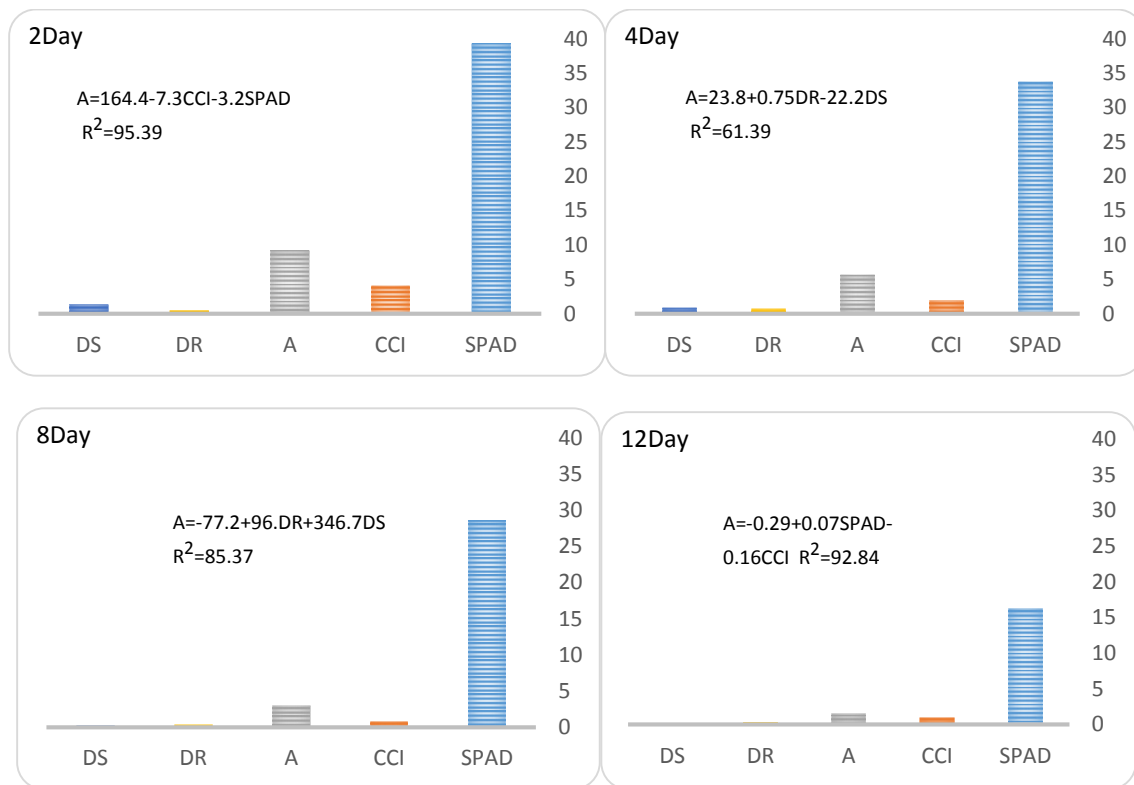 2Day
A=164.4-7.3CCI-3.2SPAD
R²=95.39
40
35
30
25
20
15
10
5
0
DS DR A CCI SPAD
4Day
A=23.8+0.75DR-22.2DS
R²=61.39
40
35
30
25
20
15
10
5
0
DS DR A CCI SPAD
8Day
A=-77.2+96.DR+346.7DS
R²=85.37
40
35
30
25
20
15
10
5
0
DS DR A CCI SPAD
12Day
A=-0.29+0.07SPAD-
0.16CCI R²=92.84
40
35
30
25
20
15
10
5
0
DS DR A CCI SPAD